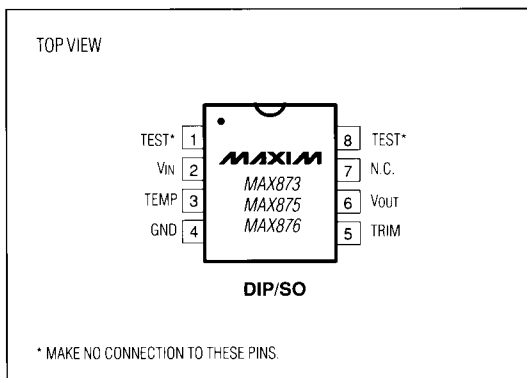 TOP VIEW
TEST* 1
8 TEST*
MAXIM
VIN 2
7 N.C.
MAX873
TEMP 3
MAX875
6 VOUT
GND 4
MAX876
5 TRIM
DIP/SO
* MAKE NO CONNECTION TO THESE PINS.